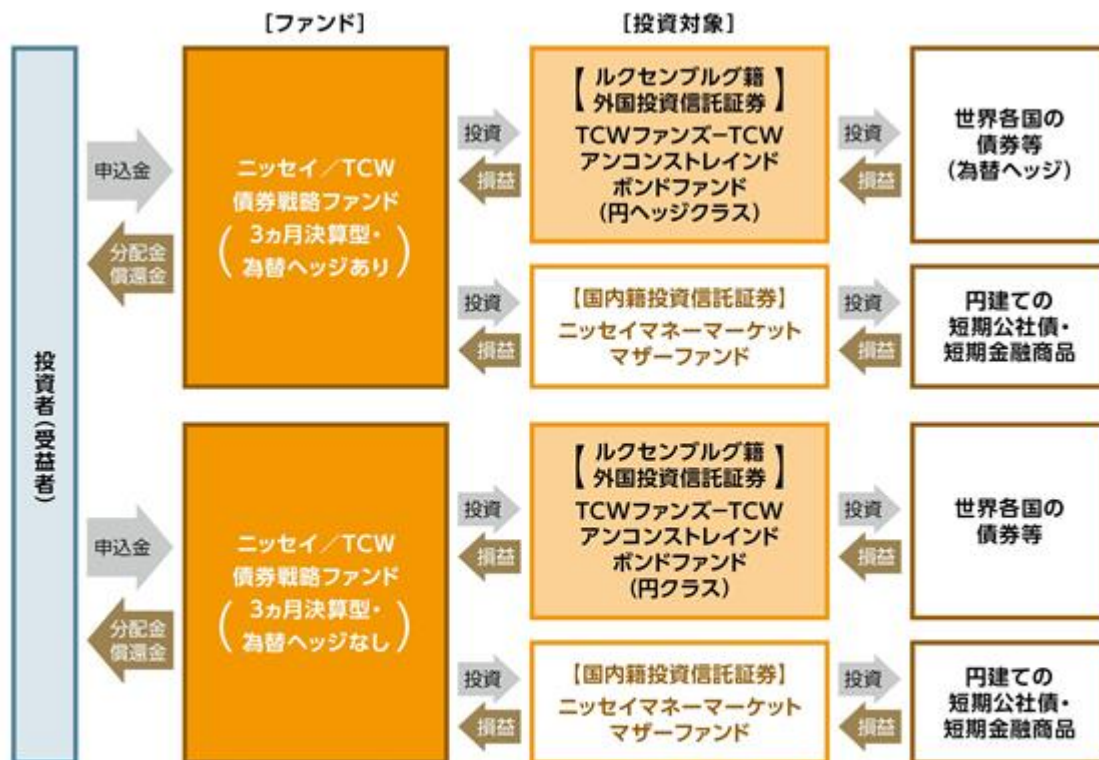 [ファンド]
[投資対象]
投資者(受益者)
申込金
分配金
償還金
ニッセイ／TCW
債券戦略ファンド
(3ヵ月決算型・
為替ヘッジあり)
投資
損益
【ルクセンブルグ籍
外国投資信託証券】
TCWファンズーTCW
アンコンストレインド
ボンドファンド
(円ヘッジクラス)
投資
損益
世界各国の
債券等
(為替ヘッジ)
投資
損益
【国内籍投資信託証券】
ニッセイマネーマーケット
マザーファンド
投資
損益
円建ての
短期公社債・
短期金融商品
申込金
分配金
償還金
ニッセイ／TCW
債券戦略ファンド
(3ヵ月決算型・
為替ヘッジなし)
投資
損益
【ルクセンブルグ籍
外国投資信託証券】
TCWファンズーTCW
アンコンストレインド
ボンドファンド
(円クラス)
投資
損益
世界各国の
債券等
投資
損益
【国内籍投資信託証券】
ニッセイマネーマーケット
マザーファンド
投資
損益
円建ての
短期公社債・
短期金融商品